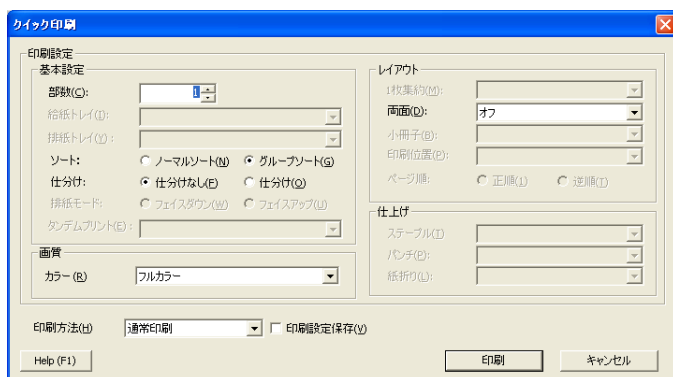 クイック印刷
印刷設定
基本設定
部数(C): 1
給紙トレイ(I):
排紙トレイ(Y):
ソート: ノーマルソート(N) グループソート(G)
仕分け: 仕分けなし(F) 仕分け(O)
排紙モード: フェイスダウン(W) フェイスアップ(U)
タンデムプリント(E):
画質
カラー(R) フルカラー
レイアウト
1枚集約(M):
両面(D): オフ
小冊子(B):
印刷位置(P):
ページ順: 正順(1) 逆順(T)
仕上げ
ステープル(I)
パンチ(P):
紙折り(L):
印刷方法(H) 通常印刷 印刷設定保存(V)
Help (F1) 印刷 キャンセル